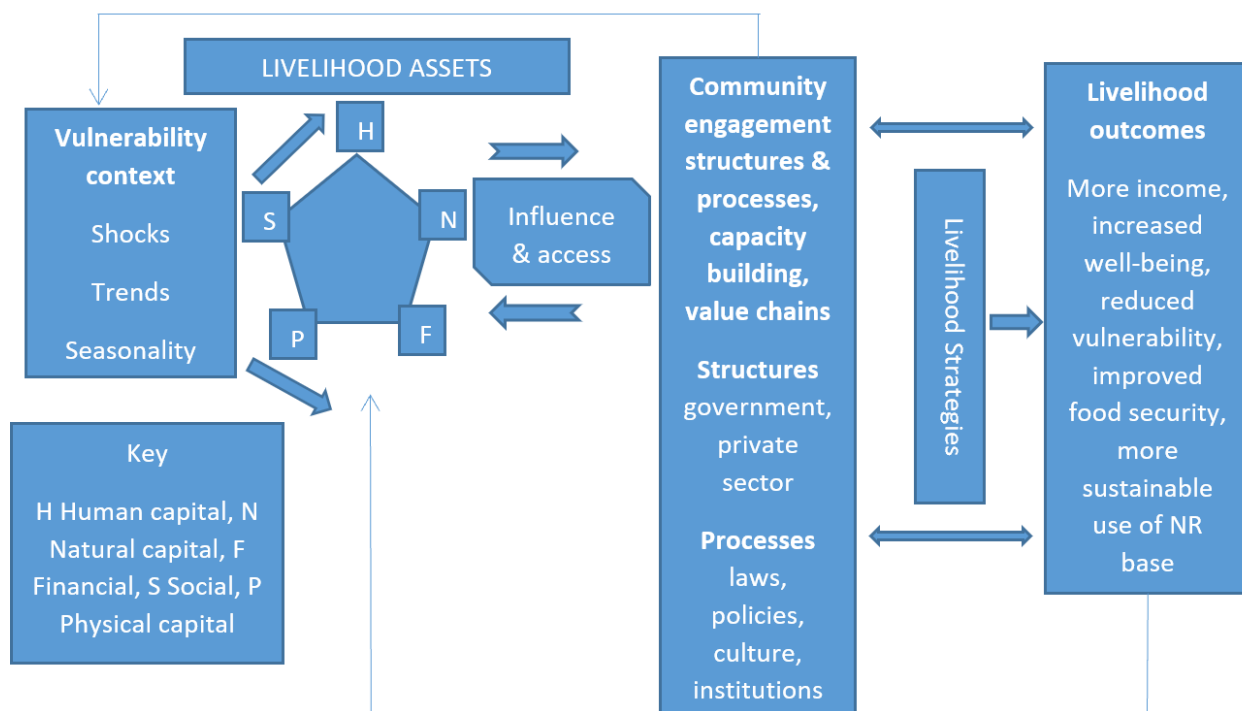 LIVELIHOOD ASSETS
Vulnerability
context
Shocks
Trends
Seasonality
H
S
N
P
F
Influence
& access
Community
engagement
structures &
processes,
capacity
building,
value chains
Structures
government,
private
sector
Processes
laws,
policies,
culture,
institutions
Livelihood Strategies
Livelihood
outcomes
More income,
increased
well-being,
reduced
vulnerability,
improved
food security,
more
sustainable
use of NR
base
Key
H Human capital, N
Natural capital, F
Financial, S Social, P
Physical capital